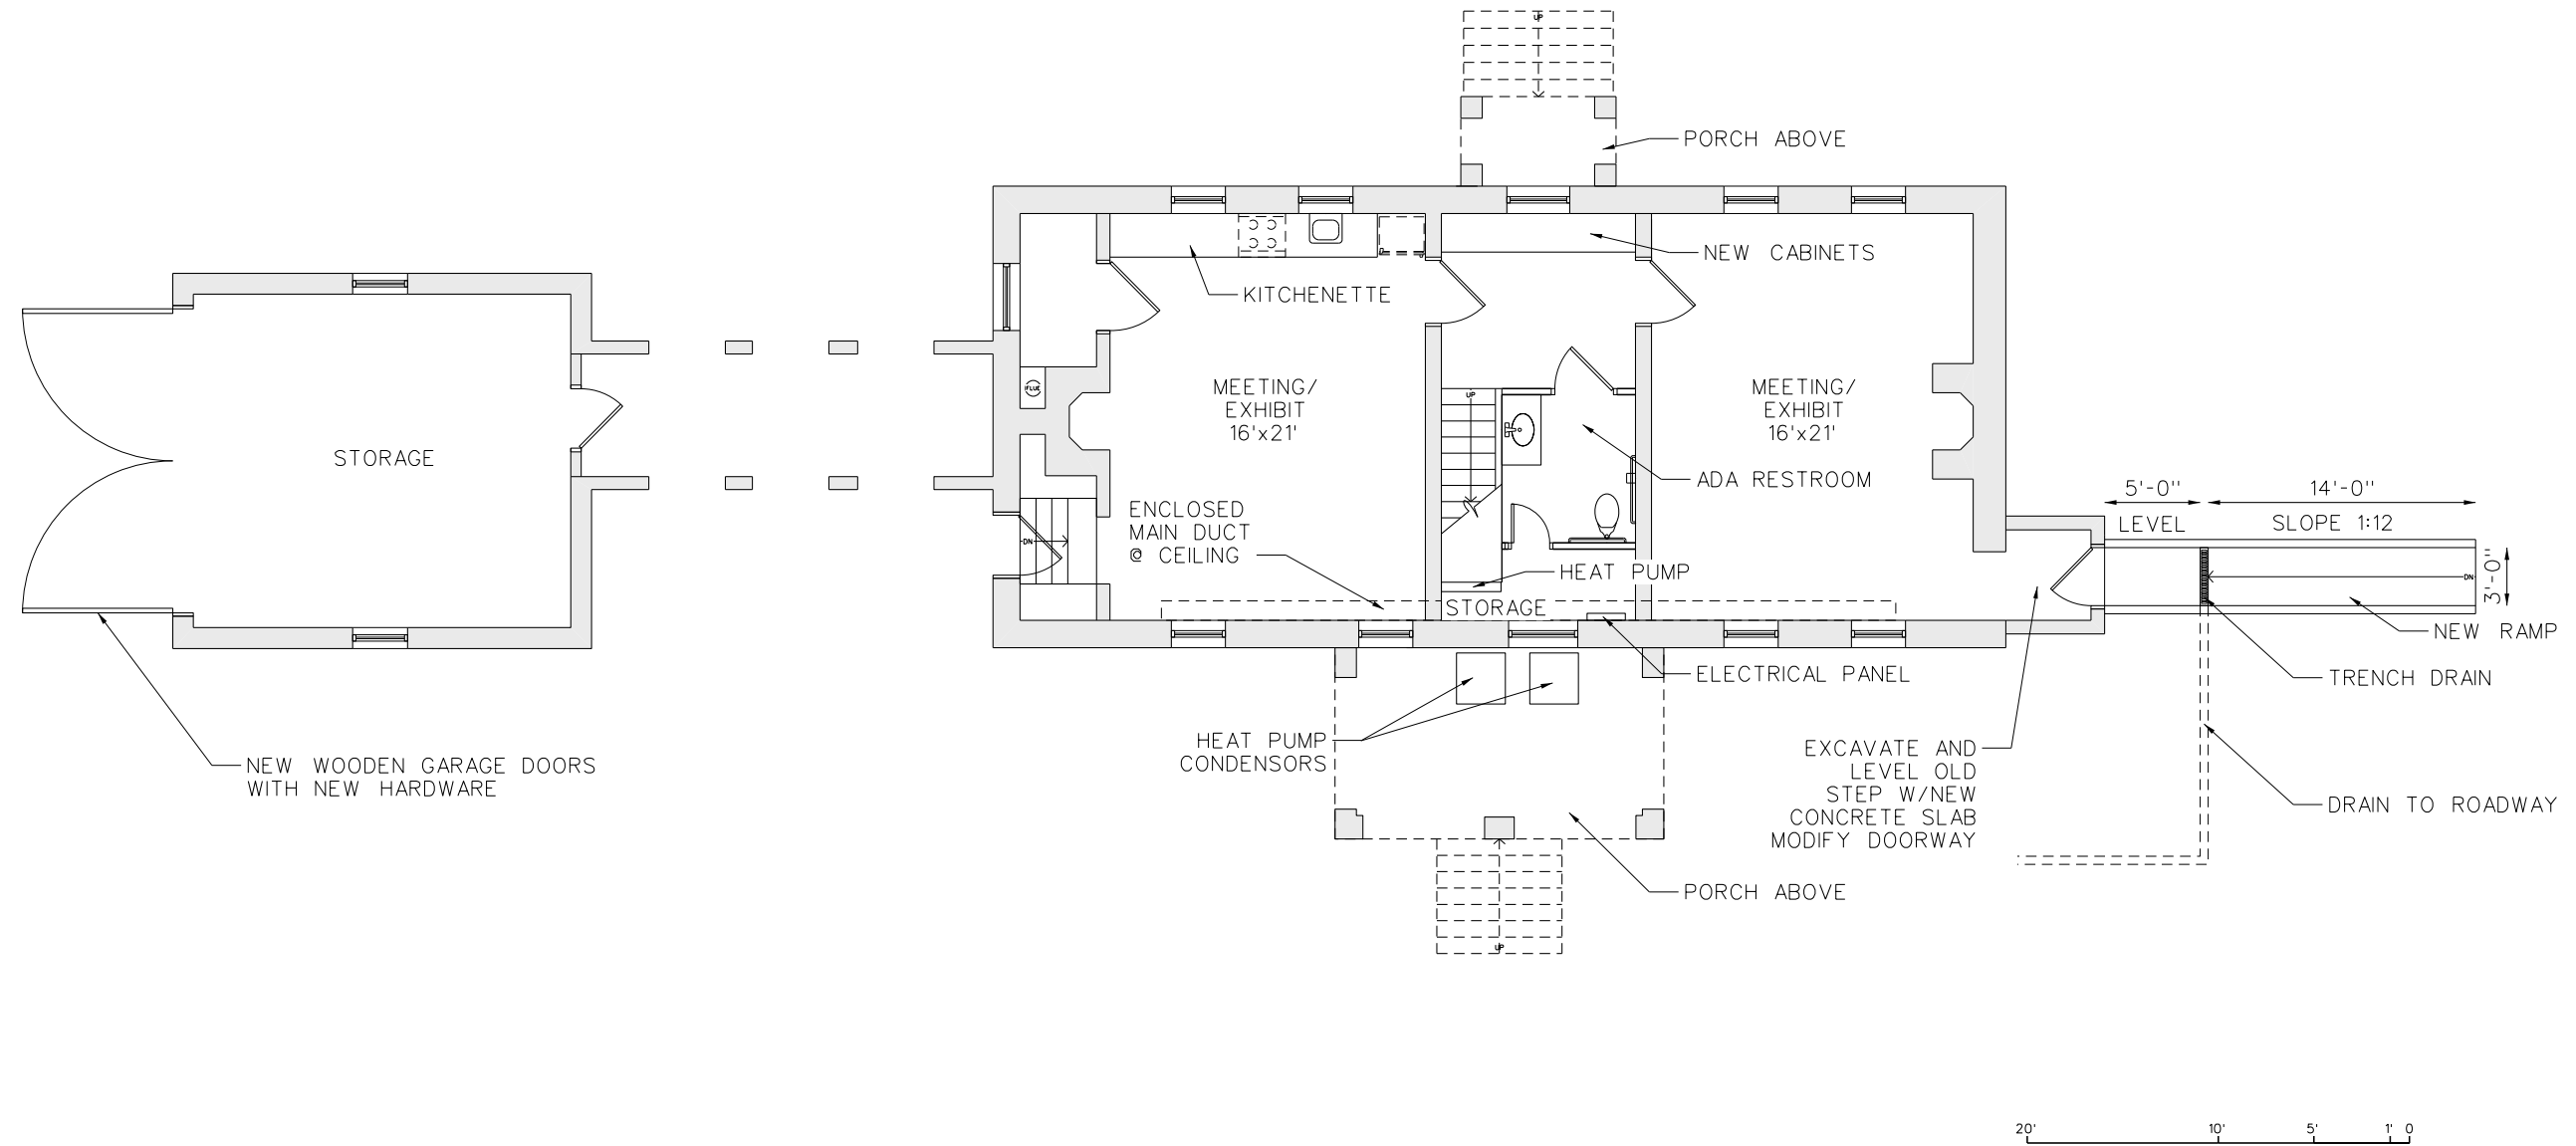 UP
PORCH ABOVE
NEW CABINETS
KITCHENETTE
FLUE
MEETING/
EXHIBIT
16'x21'
UP
MEETING/
EXHIBIT
16'x21'
STORAGE
ADA RESTROOM
5'-0"
14'-0"
LEVEL
SLOPE 1:12
ENCLOSED
MAIN DUCT
@ CEILING
DN
HEAT PUMP
DN
3'-0"
STORAGE
NEW RAMP
ELECTRICAL PANEL
TRENCH DRAIN
HEAT PUMP
CONDENSORS
EXCAVATE AND
LEVEL OLD
STEP W/NEW
CONCRETE SLAB
MODIFY DOORWAY
NEW WOODEN GARAGE DOORS
WITH NEW HARDWARE
DRAIN TO ROADWAY
PORCH ABOVE
UP
20' 10' 5' 1' 0